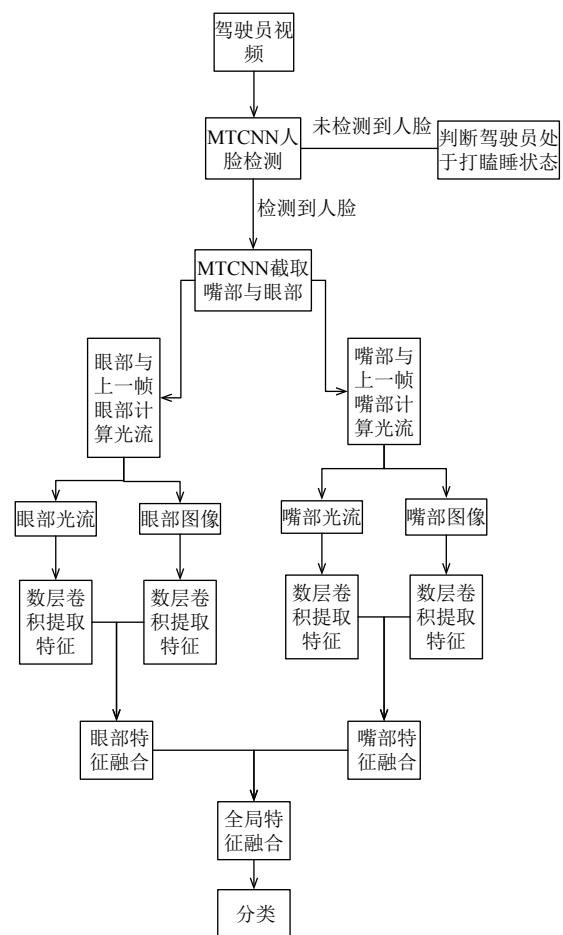 驾驶员视
频
MTCNN人
脸检测
未检测到人脸
判断驾驶员处
于打瞌睡状态
检测到人脸
MTCNN截取
嘴部与眼部
眼部与
上一帧
眼部计
算光流
嘴部与
上一帧
嘴部计
算光流
眼部光流
眼部图像
嘴部光流
嘴部图像
数层卷
积提取
特征
数层卷
积提取
特征
数层卷
积提取
特征
数层卷
积提取
特征
眼部特
征融合
嘴部特
征融合
全局特
征融合
分类